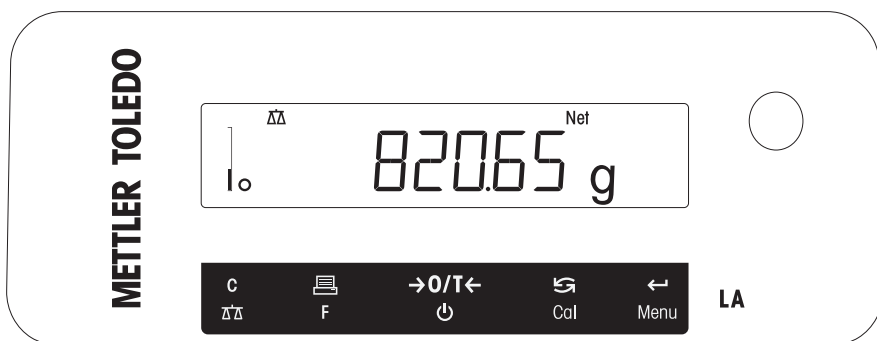 METTLER TOLEDO
Net
820.65 g
C →0/T←
F Cal Menu
LA